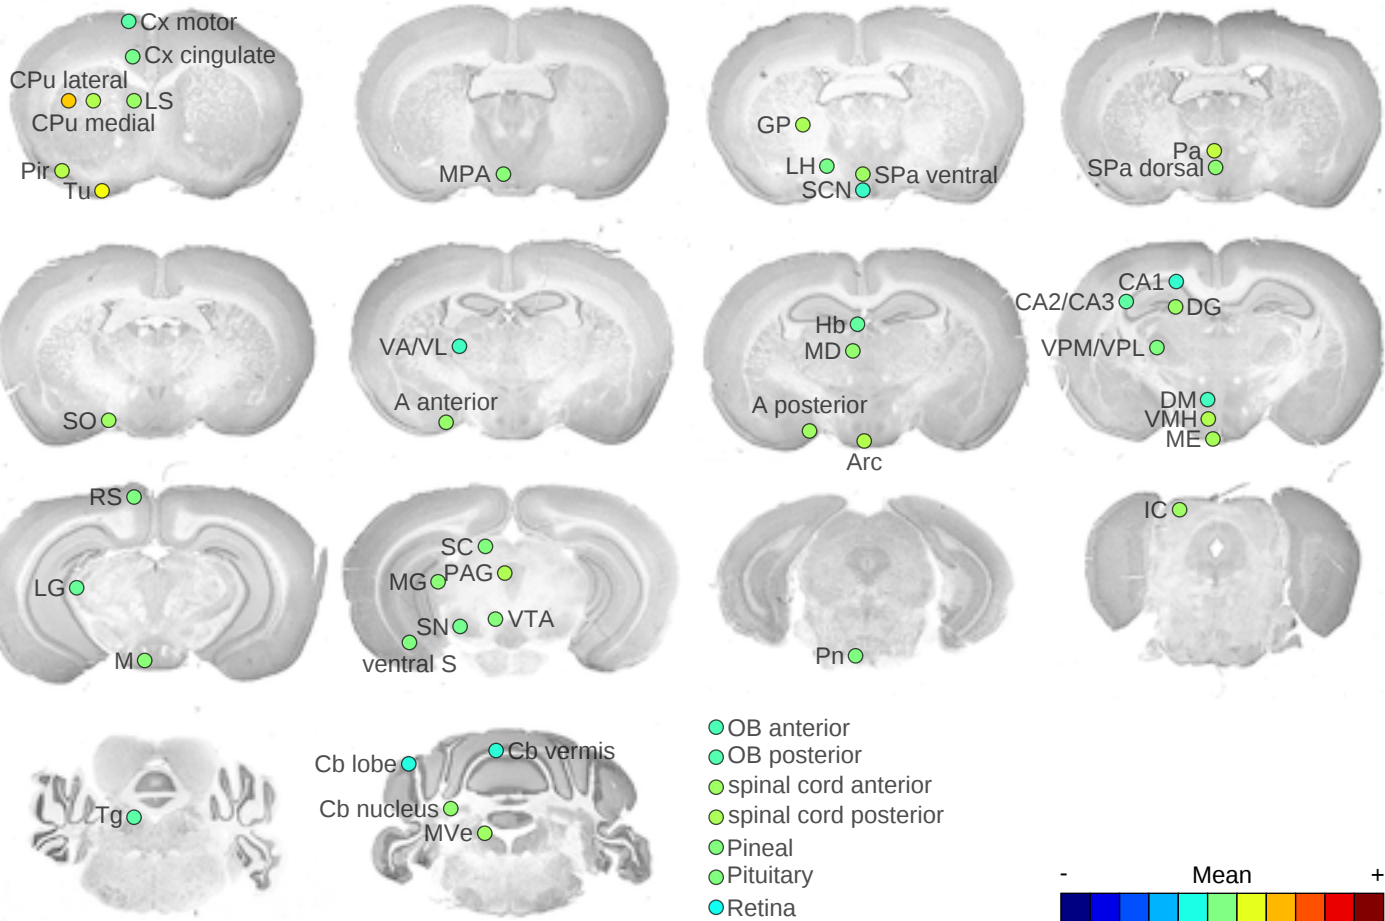 Cx motor
Cx cingulate
CPu lateral
LS
CPu medial
Pir
Tu
MPA
GP
LH
SPa ventral
SCN
Pa
SPa dorsal
SO
VA/VL
A anterior
Hb
MD
A posterior
Arc
CA1
CA2/CA3
DG
VPM/VPL
DM
VMH
ME
RS
LG
M
SC
MG
PAG
SN
VTA
ventral S
Pn
IC
Tg
Cb lobe
Cb vermis
Cb nucleus
MVe
OB anterior
OB posterior
spinal cord anterior
spinal cord posterior
Pineal
Pituitary
Retina
- Mean +